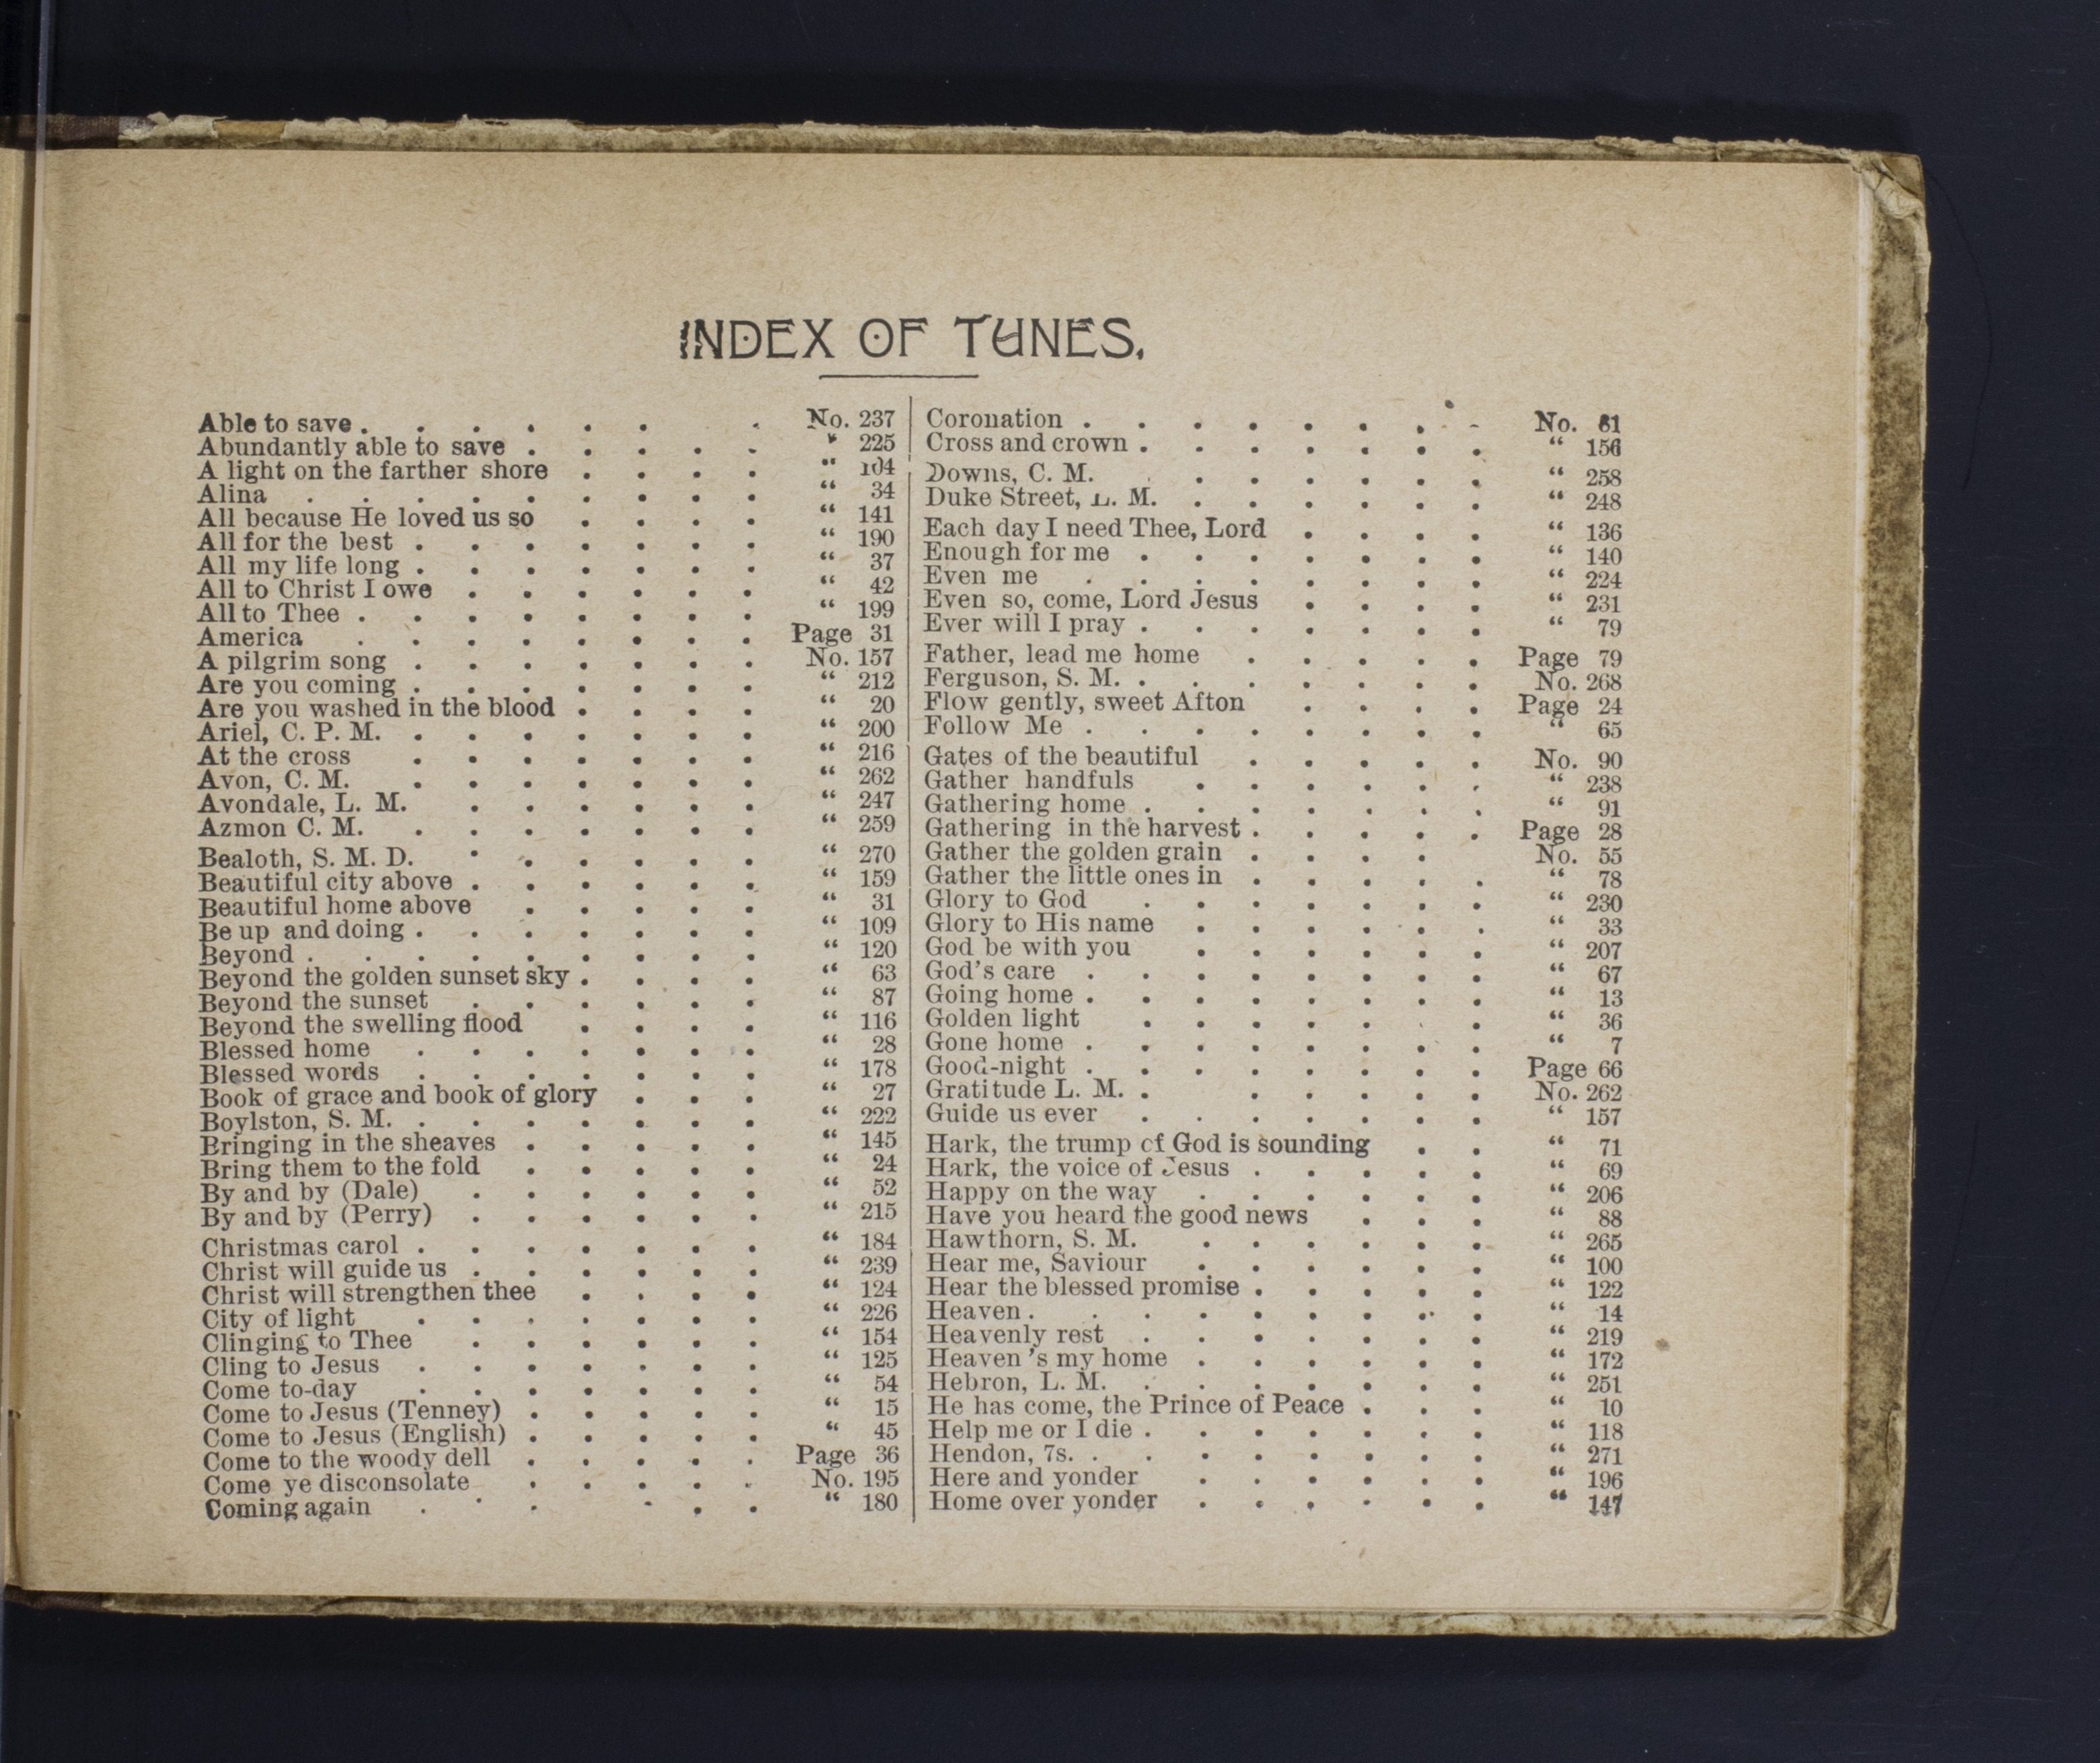 INDEX OF TUNES.
Able to save . . . . . . . No. 237
Abundantly able to save . . . . . " 225
A light on the farther shore . . . . " 104
Alina . . . . . . . . . " 34
All because He loved us so . . . . " 141
All for the best . . . . . . . " 190
All my life long . . . . . . . " 37
All to Christ I owe . . . . . . " 42
All to Thee . . . . . . . . " 199
America . . . . . . . . Page 31
A pilgrim song . . . . . . . No. 157
Are you coming . . . . . . . " 212
Are you washed in the blood . . . . " 20
Ariel, C. P. M. . . . . . . . " 200
At the cross . . . . . . . " 216
Avon, C. M. . . . . . . . " 262
Avondale, L. M. . . . . . . " 247
Azmon C. M. . . . . . . . " 259
Bealoth, S. M. D. . . . . . . " 270
Beautiful city above . . . . . . " 159
Beautiful home above . . . . . " 31
Be up and doing . . . . . . . " 109
Beyond . . . . . . . . . " 120
Beyond the golden sunset sky . . . . " 63
Beyond the sunset . . . . . . " 87
Beyond the swelling flood . . . . " 116
Blessed home . . . . . . . " 28
Blessed words . . . . . . . " 178
Book of grace and book of glory . . . " 27
Boylston, S. M. . . . . . . . " 222
Bringing in the sheaves . . . . . " 145
Bring them to the fold . . . . . " 24
By and by (Dale) . . . . . . " 52
By and by (Perry) . . . . . . " 215
Christmas carol . . . . . . . " 184
Christ will guide us . . . . . . " 239
Christ will strengthen thee . . . . " 124
City of light . . . . . . . " 226
Clinging to Thee . . . . . . " 154
Cling to Jesus . . . . . . . " 125
Come to-day . . . . . . . " 54
Come to Jesus (Tenney) . . . . . " 15
Come to Jesus (English) . . . . . " 45
Come to the woody dell . . . . . Page 36
Come ye disconsolate . . . . . No. 195
Coming again . . . . . . " 180
Coronation . . . . . . . . No. 81
Cross and crown . . . . . . . " 156
Downs, C. M. . . . . . . . " 258
Duke Street, L. M. . . . . . . " 248
Each day I need Thee, Lord . . . . " 136
Enough for me . . . . . . . " 140
Even me . . . . . . . . " 224
Even so, come, Lord Jesus . . . . " 231
Ever will I pray . . . . . . . " 79
Father, lead me home . . . . . Page 79
Ferguson, S. M. . . . . . . . No. 268
Flow gently, sweet Afton . . . . Page 24
Follow Me . . . . . . . . " 65
Gates of the beautiful . . . . . No. 90
Gather handfuls . . . . . . " 238
Gathering home . . . . . . . " 91
Gathering in the harvest . . . . . Page 28
Gather the golden grain . . . . No. 55
Gather the little ones in . . . . . " 78
Glory to God . . . . . . . " 230
Glory to His name . . . . . . " 33
God be with you . . . . . . " 207
God's care . . . . . . . . " 67
Going home . . . . . . . . " 13
Golden light . . . . . . . " 36
Gone home . . . . . . . . " 7
Good-night . . . . . . . . Page 66
Gratitude L. M. . . . . . . No. 262
Guide us ever . . . . . . . " 157
Hark, the trump of God is sounding . . " 71
Hark, the voice of Jesus . . . . . " 69
Happy on the way . . . . . . " 206
Have you heard the good news . . . " 88
Hawthorn, S. M. . . . . . . " 265
Hear me, Saviour . . . . . . " 100
Hear the blessed promise . . . . . " 122
Heaven . . . . . . . . . " 14
Heavenly rest . . . . . . . " 219
Heaven's my home . . . . . . " 172
Hebron, L. M. . . . . . . . " 251
He has come, the Prince of Peace . . . " 10
Help me or I die . . . . . . . " 118
Hendon, 7s. . . . . . . . . " 271
Here and yonder . . . . . . " 196
Home over yonder . . . . . . " 147